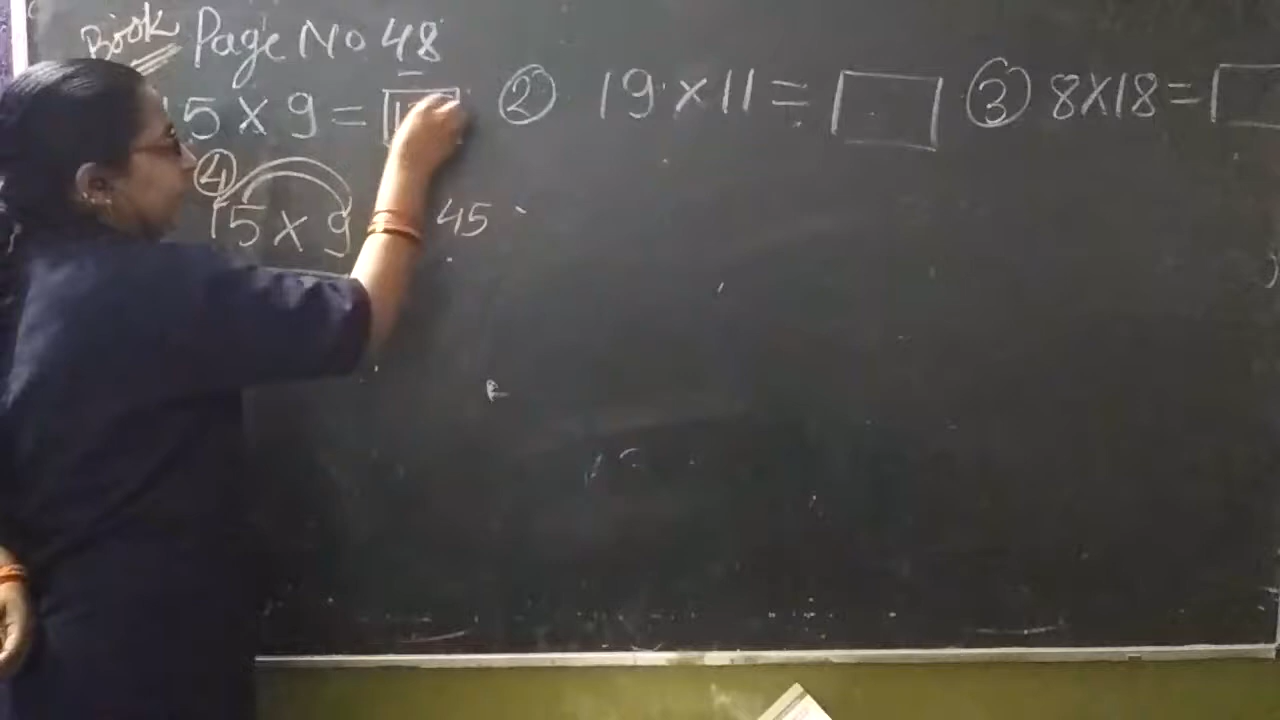 Book Page No 48
5 × 9 = ② 19 × 11 = ③ 8×18 =
④
15 × 9 45